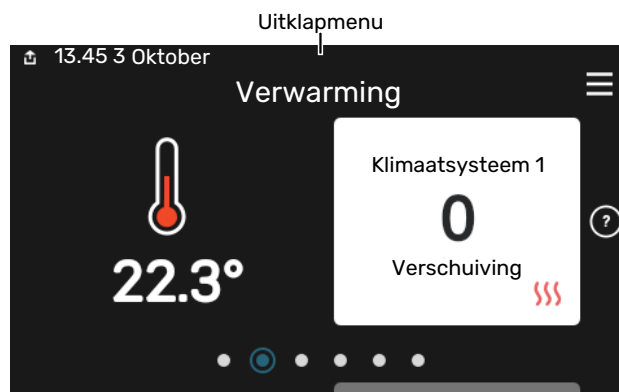 Uitklapmenu
13.45 3 Oktober
Verwarming
Klimaatsysteem 1
0
Verschuiving
22.3°
?